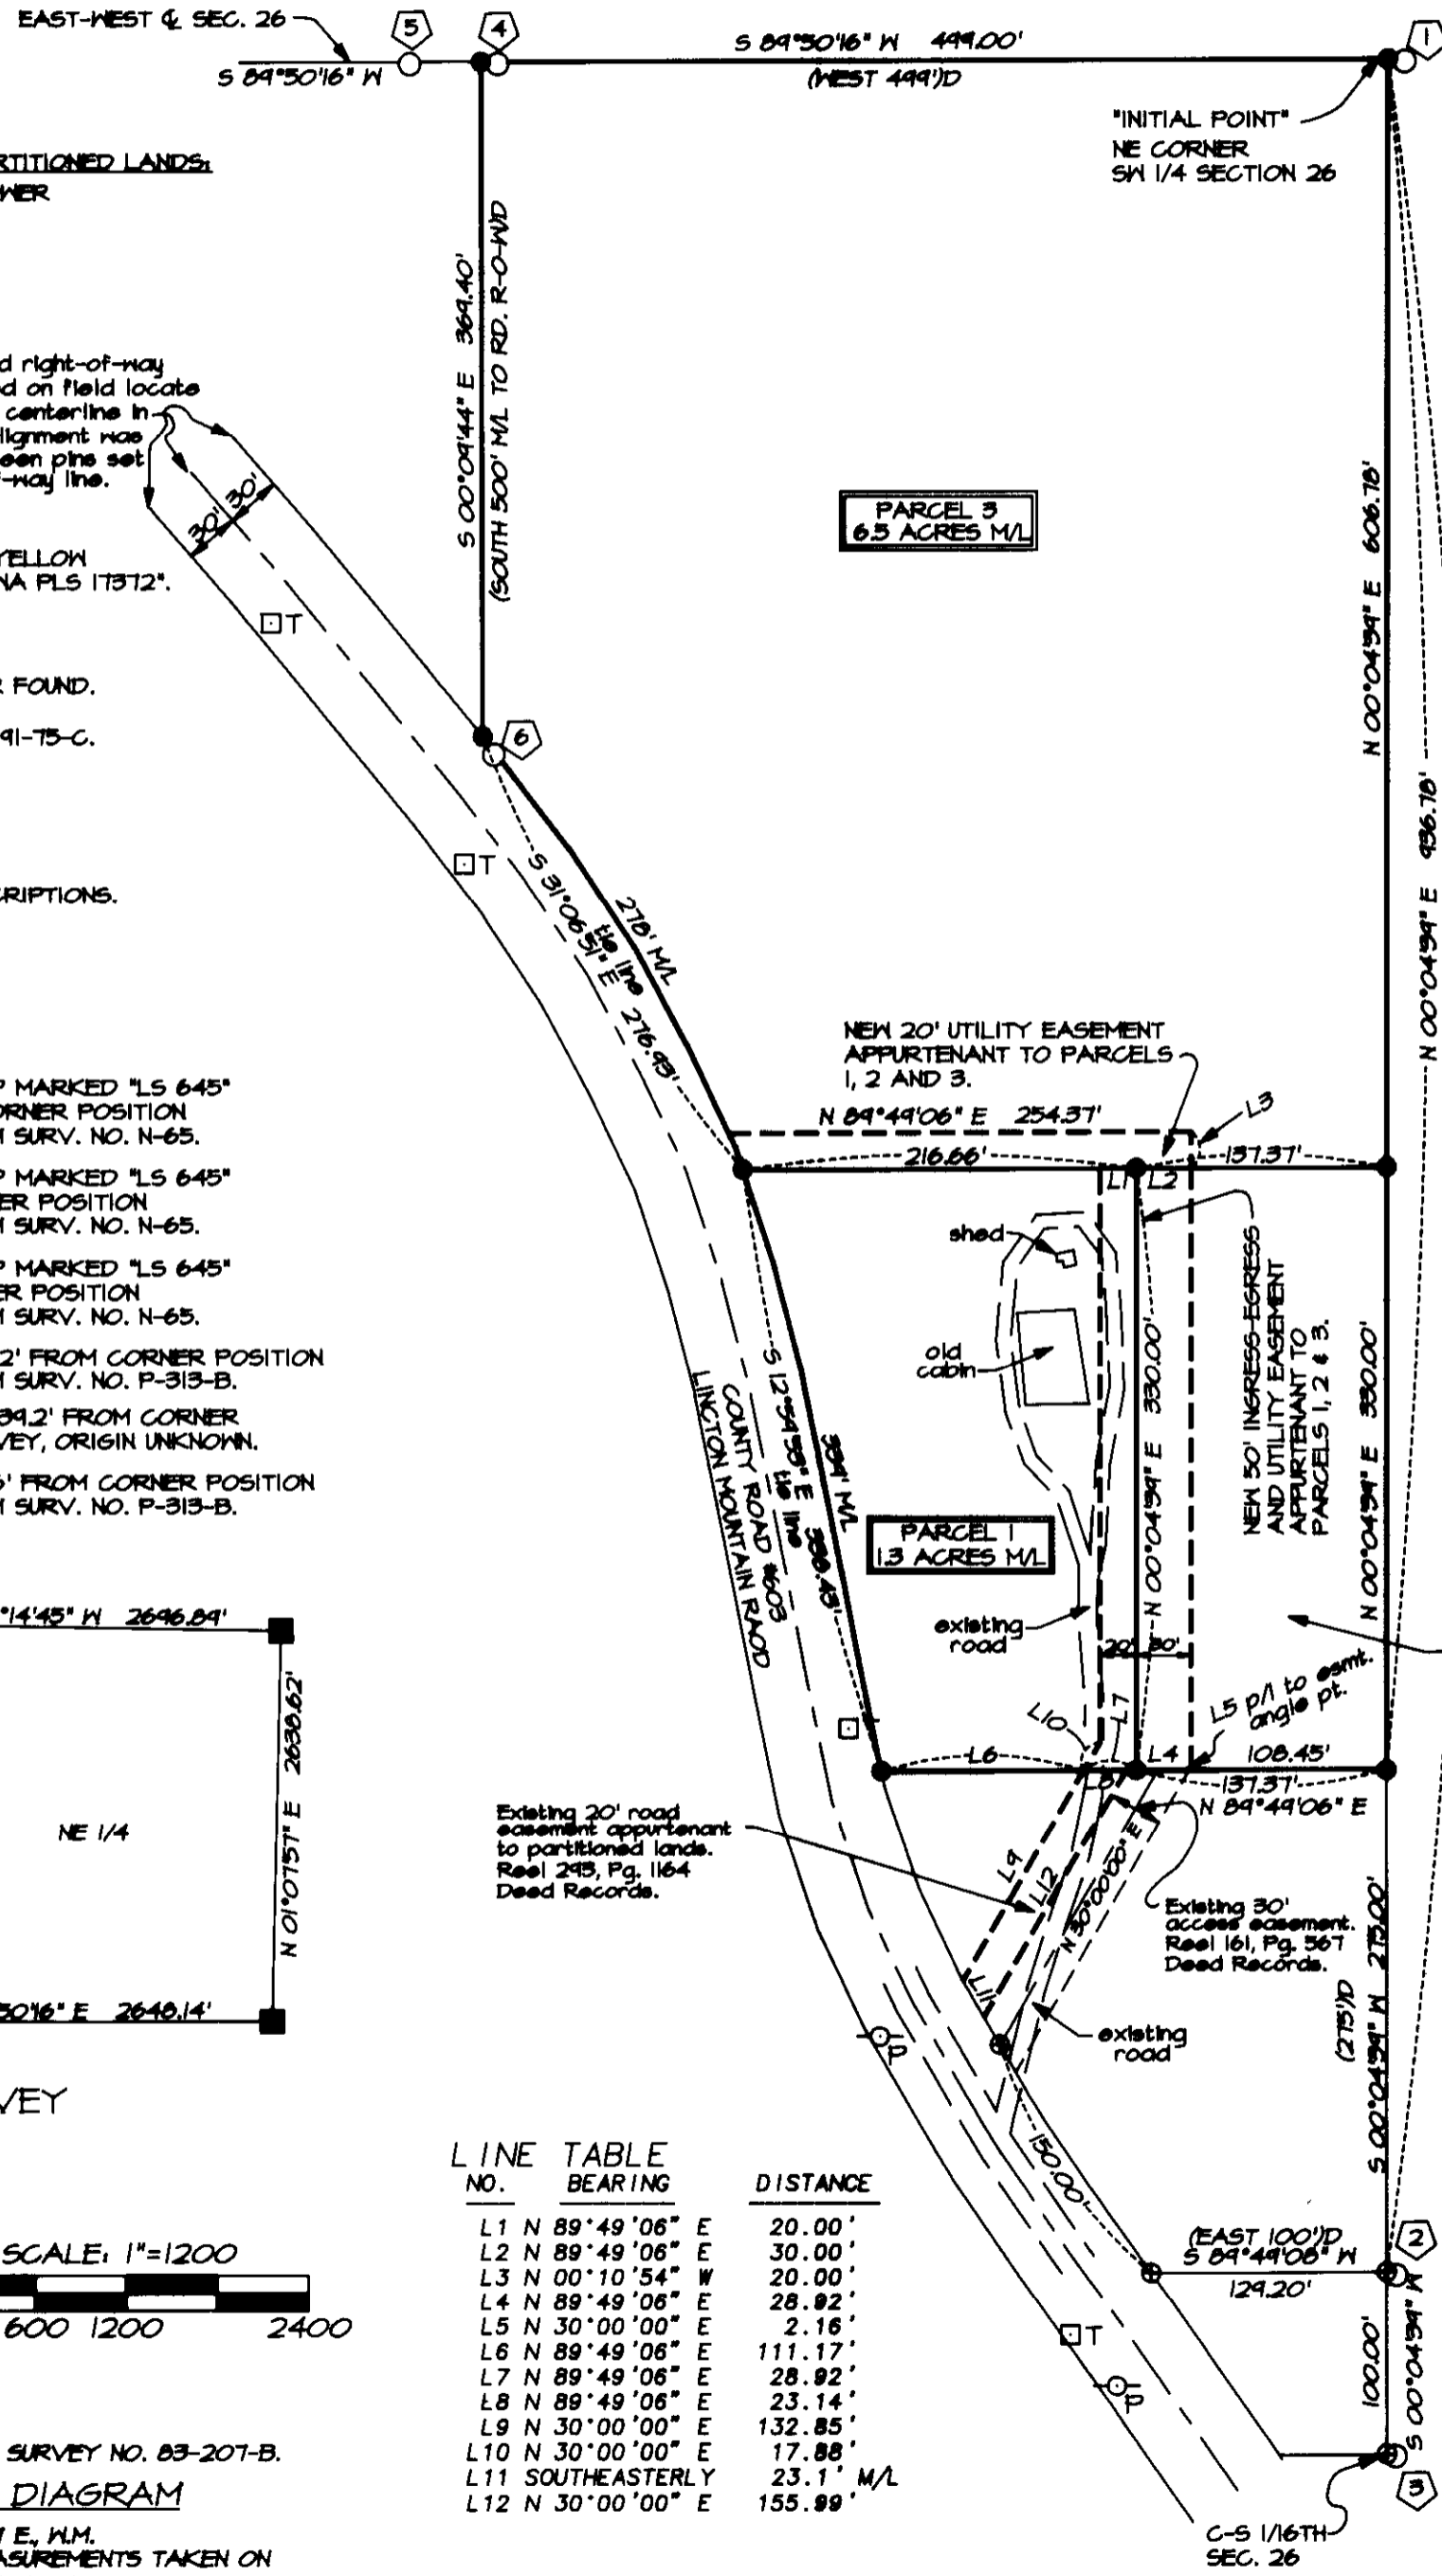 EAST-WEST ℄ SEC. 26
5
4
1
S 89°50'16" W 499.00'
S 89°50'16" W
(WEST 499')D
"INITIAL POINT"
NE CORNER
SW 1/4 SECTION 26
RTITIONED LANDS:
WER
S 00°09'44" E 369.40'
(SOUTH 500' M/L TO RD. R-O-W)D
d right-of-way
d on field locate
centerline in
lignment was
een pins set
-way line.
30'
30'
PARCEL 3
6.5 ACRES M/L
N 00°04'39" E 606.78'
N 00°04'39" E 936.78'
YELLOW
NA PLS 17372".
T
FOUND.
91-75-C.
6
T
CRIPTIONS.
278' M/L
S 31°06'51" E 276.93'
tie line
NEW 20' UTILITY EASEMENT
APPURTENANT TO PARCELS
1, 2 AND 3.
N 89°49'06" E 254.37'
L3
216.66'
137.37'
L1
L2
P MARKED "LS 645"
ORNER POSITION
M SURV. NO. N-65.
P MARKED "LS 645"
ER POSITION
M SURV. NO. N-65.
P MARKED "LS 645"
ER POSITION
M SURV. NO. N-65.
2' FROM CORNER POSITION
M SURV. NO. P-313-B.
39.2' FROM CORNER
VEY, ORIGIN UNKNOWN.
' FROM CORNER POSITION
M SURV. NO. P-313-B.
shed
old
cabin
N 00°04'39" E 330.00'
NEW 50' INGRESS-EGRESS
AND UTILITY EASEMENT
APPURTENANT TO
PARCELS 1, 2 & 3.
N 00°04'39" E 330.00'
tie line
339' M/L
COUNTY ROAD #603
LINGTON MOUNTAIN RAOD
PARCEL 1
1.3 ACRES M/L
existing
road
20'
30'
°14'45" W 2696.89'
N 01°07'57" E 2638.62'
NE 1/4
50'16" E 2648.14'
L5 p/l to esmt.
angle pt.
L10
L7
L6
L8
L4
108.45'
137.37'
N 89°49'06" E
Existing 20' road
easement appurtenant
to partitioned lands.
Reel 293, Pg. 1164
Deed Records.
L9
L12
N 30°00'00" E
L11
Existing 30'
access easement.
Reel 161, Pg. 567
Deed Records.
existing
road
S 00°04'39" W 275.00'
(275')D
P
150.00'
VEY
(EAST 100')D
S 89°49'08" W
129.20'
2
S 00°04'39" W
100.00'
T
P
3
C-S 1/16TH
SEC. 26
LINE TABLE
NO. BEARING DISTANCE
L1 N 89°49'06" E 20.00'
L2 N 89°49'06" E 30.00'
L3 N 00°10'54" W 20.00'
L4 N 89°49'06" E 28.92'
L5 N 30°00'00" E 2.16'
L6 N 89°49'06" E 111.17'
L7 N 89°49'06" E 28.92'
L8 N 89°49'06" E 23.14'
L9 N 30°00'00" E 132.85'
L10 N 30°00'00" E 17.88'
L11 SOUTHEASTERLY 23.1' M/L
L12 N 30°00'00" E 155.99'
SCALE: 1"=1200
600 1200 2400
SURVEY NO. 83-207-B.
DIAGRAM
E., W.M.
ASUREMENTS TAKEN ON